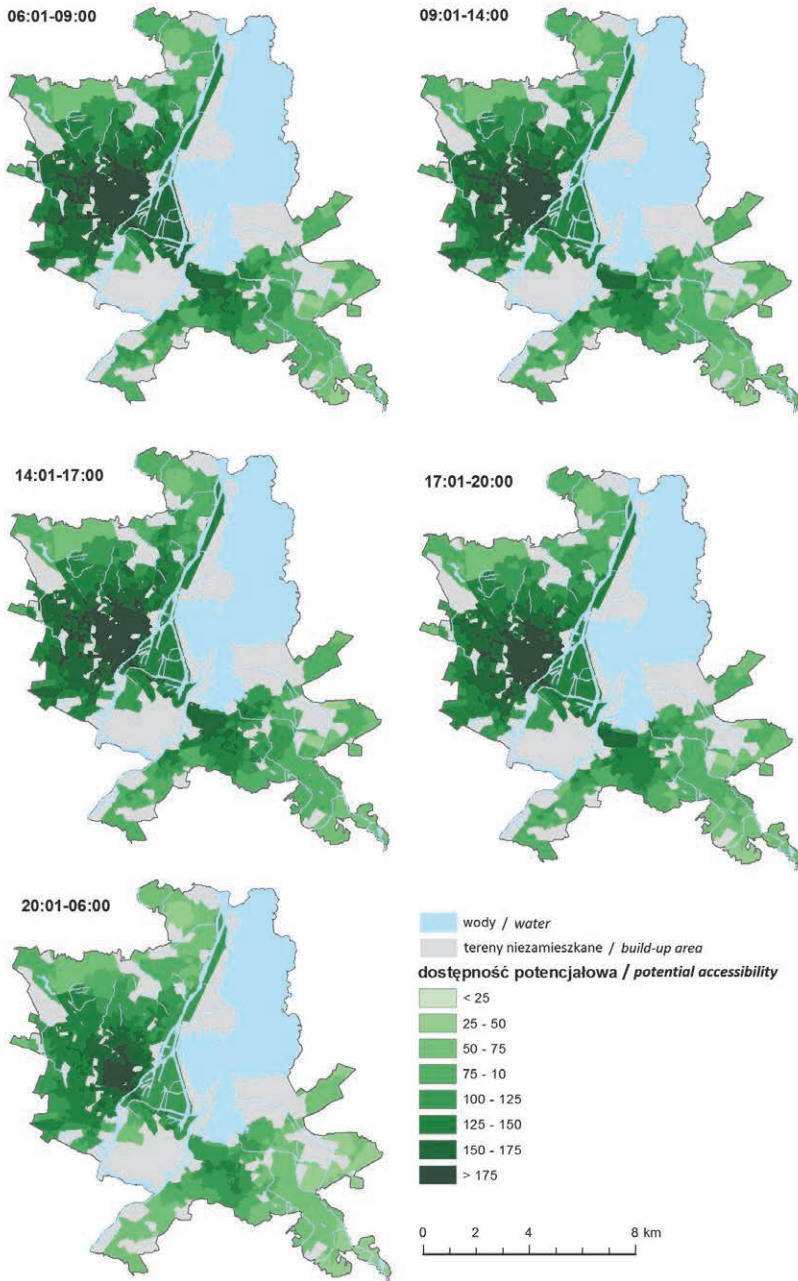 06:01-09:00
09:01-14:00
14:01-17:00
17:01-20:00
20:01-06:00
wody / water
tereny niezamieszkane / build-up area
dostępność potencjałowa / potential accessibility
< 25
25 - 50
50 - 75
75 - 10
100 - 125
125 - 150
150 - 175
> 175
0 2 4 8 km